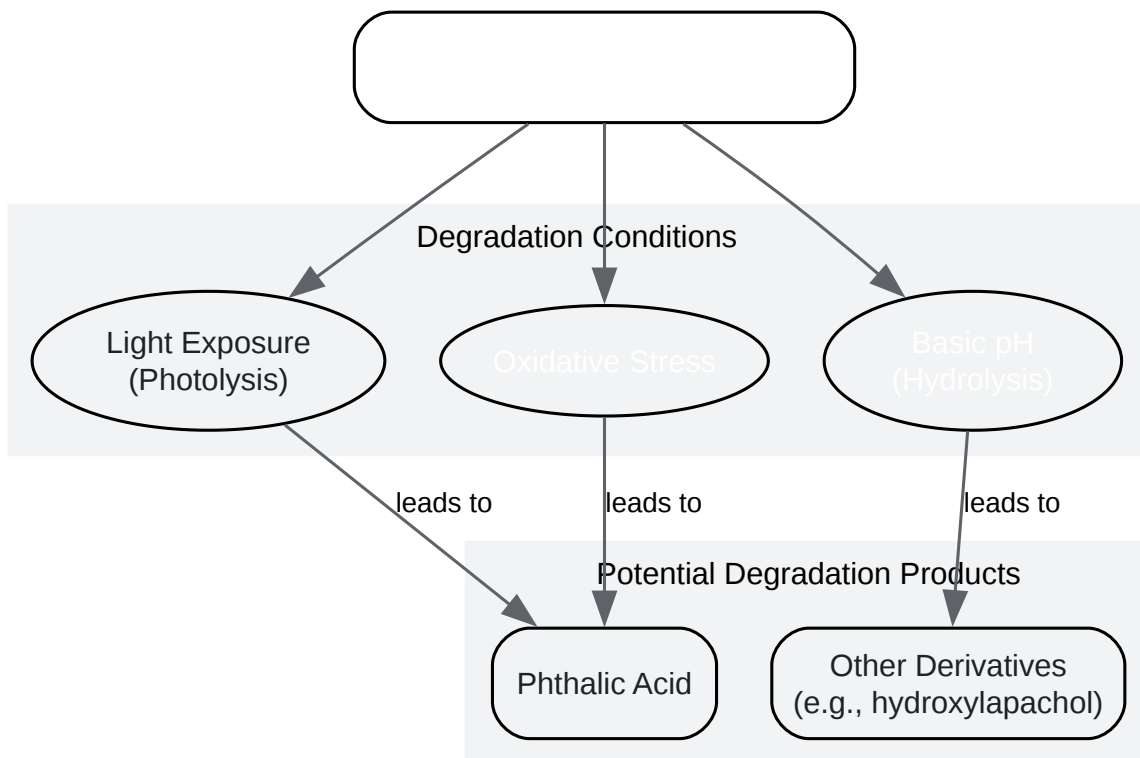 Degradation Conditions
Light Exposure
(Photolysis)
Oxidative Stress
Basic pH
(Hydrolysis)
leads to
leads to
leads to
Potential Degradation Products
Phthalic Acid
Other Derivatives
(e.g., hydroxylapachol)